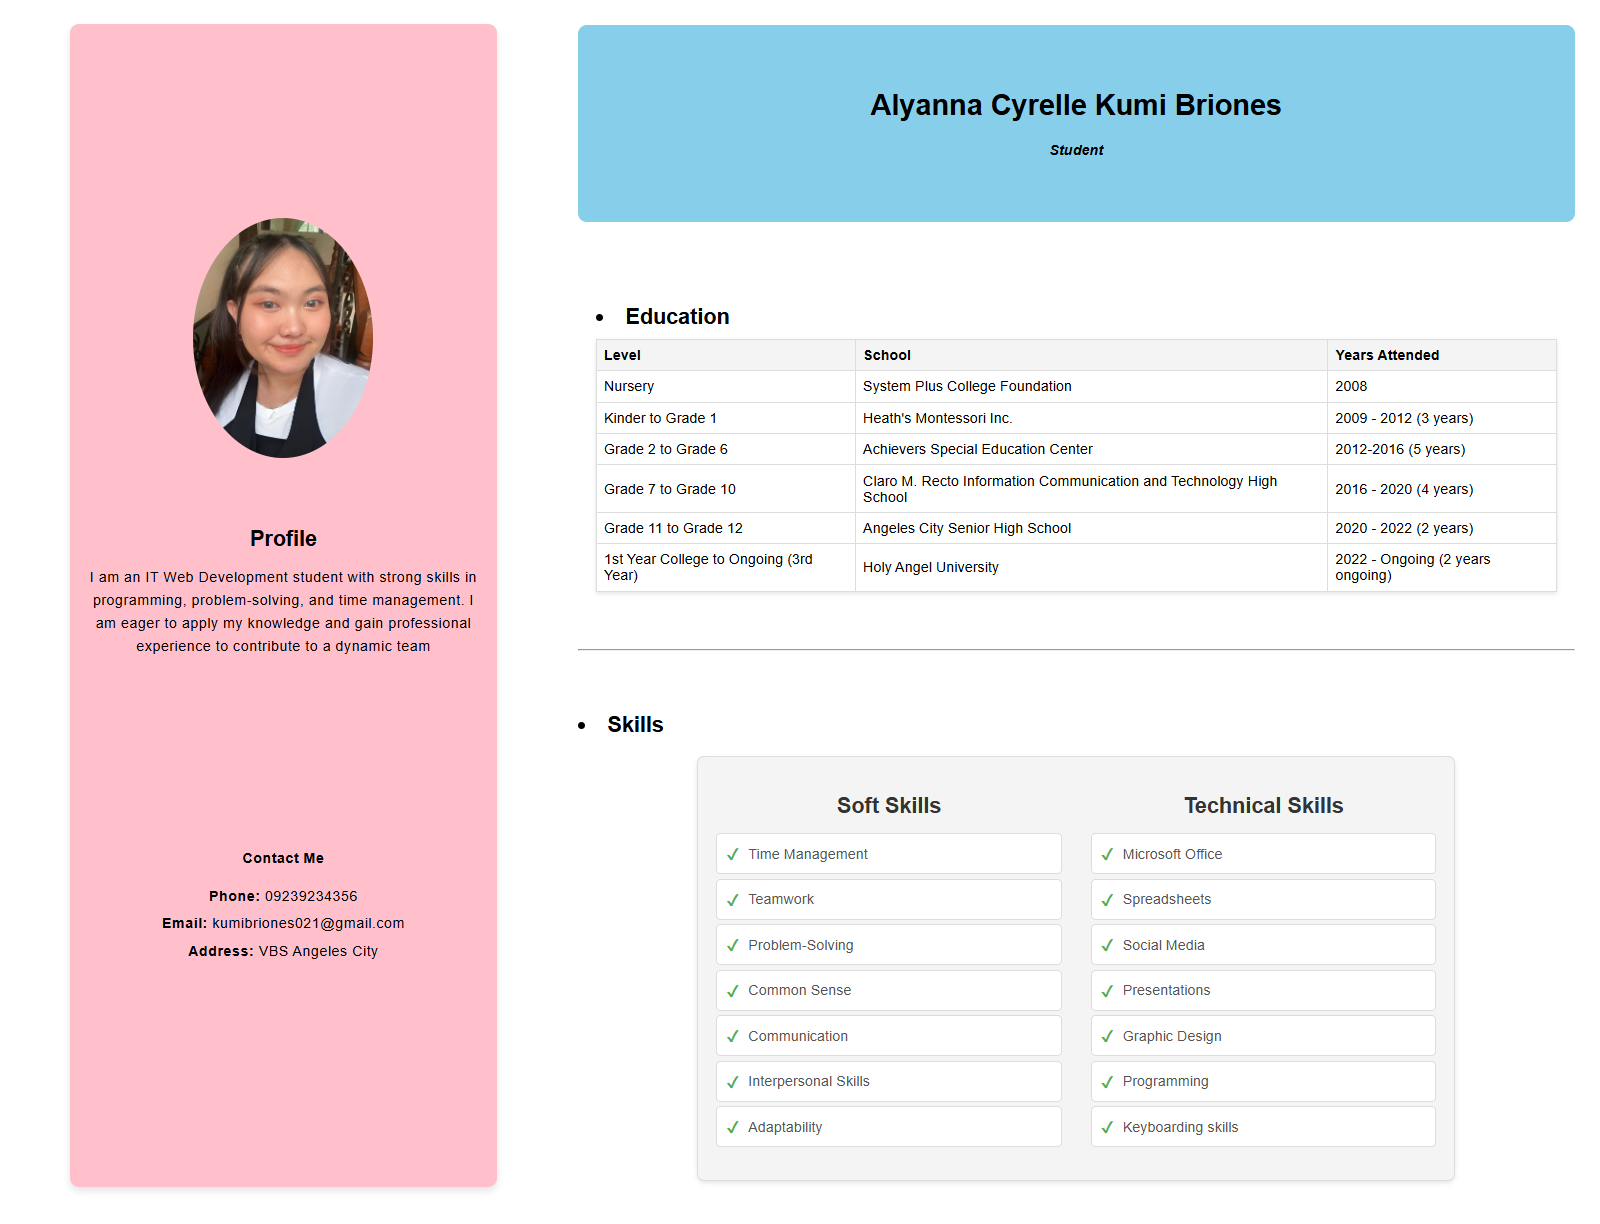 Profile
I am an IT Web Development student with strong skills in
programming, problem-solving, and time management. I
am eager to apply my knowledge and gain professional
experience to contribute to a dynamic team
Contact Me
Phone: 09239234356
Email: kumibriones021@gmail.com
Address: VBS Angeles City
Alyanna Cyrelle Kumi Briones
Student
• Education
Level School Years Attended
Nursery System Plus College Foundation 2008
Kinder to Grade 1 Heath's Montessori Inc. 2009 - 2012 (3 years)
Grade 2 to Grade 6 Achievers Special Education Center 2012-2016 (5 years)
Grade 7 to Grade 10 Claro M. Recto Information Communication and Technology High
School 2016 - 2020 (4 years)
Grade 11 to Grade 12 Angeles City Senior High School 2020 - 2022 (2 years)
1st Year College to Ongoing (3rd
Year) Holy Angel University 2022 - Ongoing (2 years
ongoing)
• Skills
Soft Skills
✓ Time Management
✓ Teamwork
✓ Problem-Solving
✓ Common Sense
✓ Communication
✓ Interpersonal Skills
✓ Adaptability
Technical Skills
✓ Microsoft Office
✓ Spreadsheets
✓ Social Media
✓ Presentations
✓ Graphic Design
✓ Programming
✓ Keyboarding skills